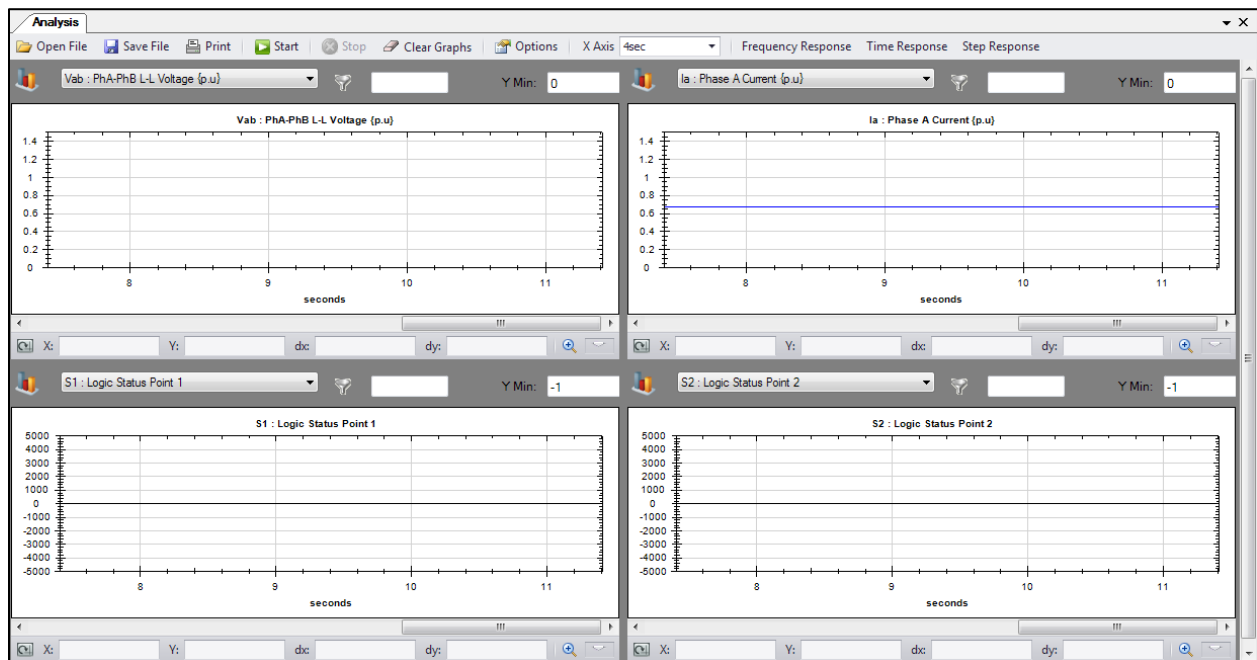 Analysis
Open File Save File Print Start Stop Clear Graphs Options X Axis 4sec Frequency Response Time Response Step Response
Vab : PhA-PhB L-L Voltage {p.u} Y Min: 0
Vab : PhA-PhB L-L Voltage {p.u}
1.4
1.2
1
0.8
0.6
0.4
0.2
0
8 9 10 11
seconds
X: Y: dx: dy:
Ia : Phase A Current {p.u} Y Min: 0
Ia : Phase A Current {p.u}
1.4
1.2
1
0.8
0.6
0.4
0.2
0
8 9 10 11
seconds
X: Y: dx: dy:
S1 : Logic Status Point 1 Y Min: -1
S1 : Logic Status Point 1
5000
4000
3000
2000
1000
0
-1000
-2000
-3000
-4000
-5000
8 9 10 11
seconds
X: Y: dx: dy:
S2 : Logic Status Point 2 Y Min: -1
S2 : Logic Status Point 2
5000
4000
3000
2000
1000
0
-1000
-2000
-3000
-4000
-5000
8 9 10 11
seconds
X: Y: dx: dy: